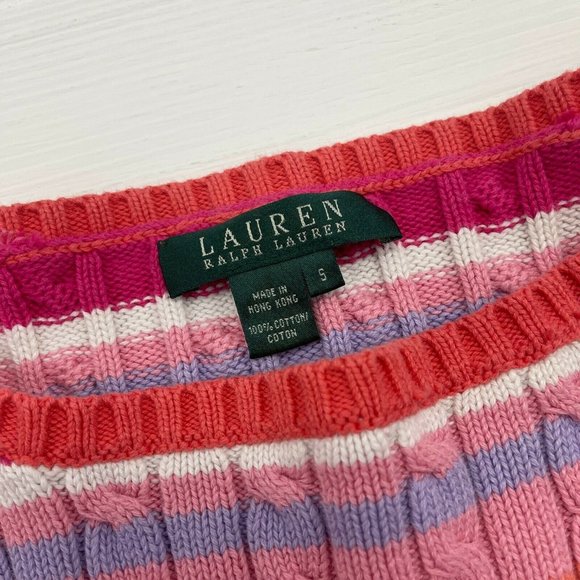 LAUREN
RALPH LAUREN
S
MADE IN
HONG KONG
100% COTTON/
COTON